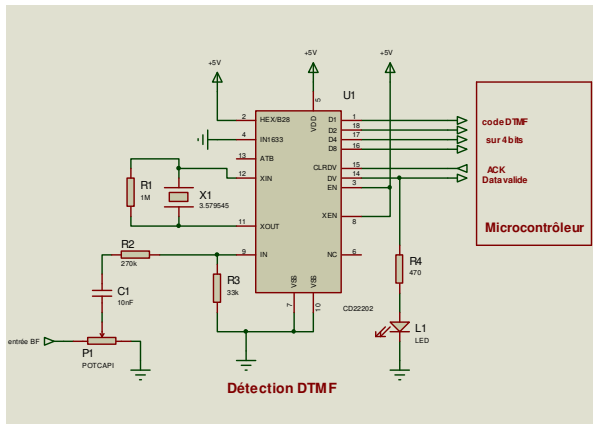 +5V
+5V
+5V
U1
2
HEX/B28
5
VDD
D1
1
D2
18
D4
17
D8
16
4
IN1633
13
ATB
12
XIN
CLRDV
15
DV
14
EN
3
XEN
8
11
XOUT
9
IN
NC
6
VSS
VSS
7
10
CD22202
code DTMF
sur 4 bits
ACK
Data valide
Microcontrôleur
R1
1M
X1
3.579545
R2
270k
R3
33k
R4
470
C1
10nF
L1
LED
entrée BF
P1
POTCAPI
Détection DTMF